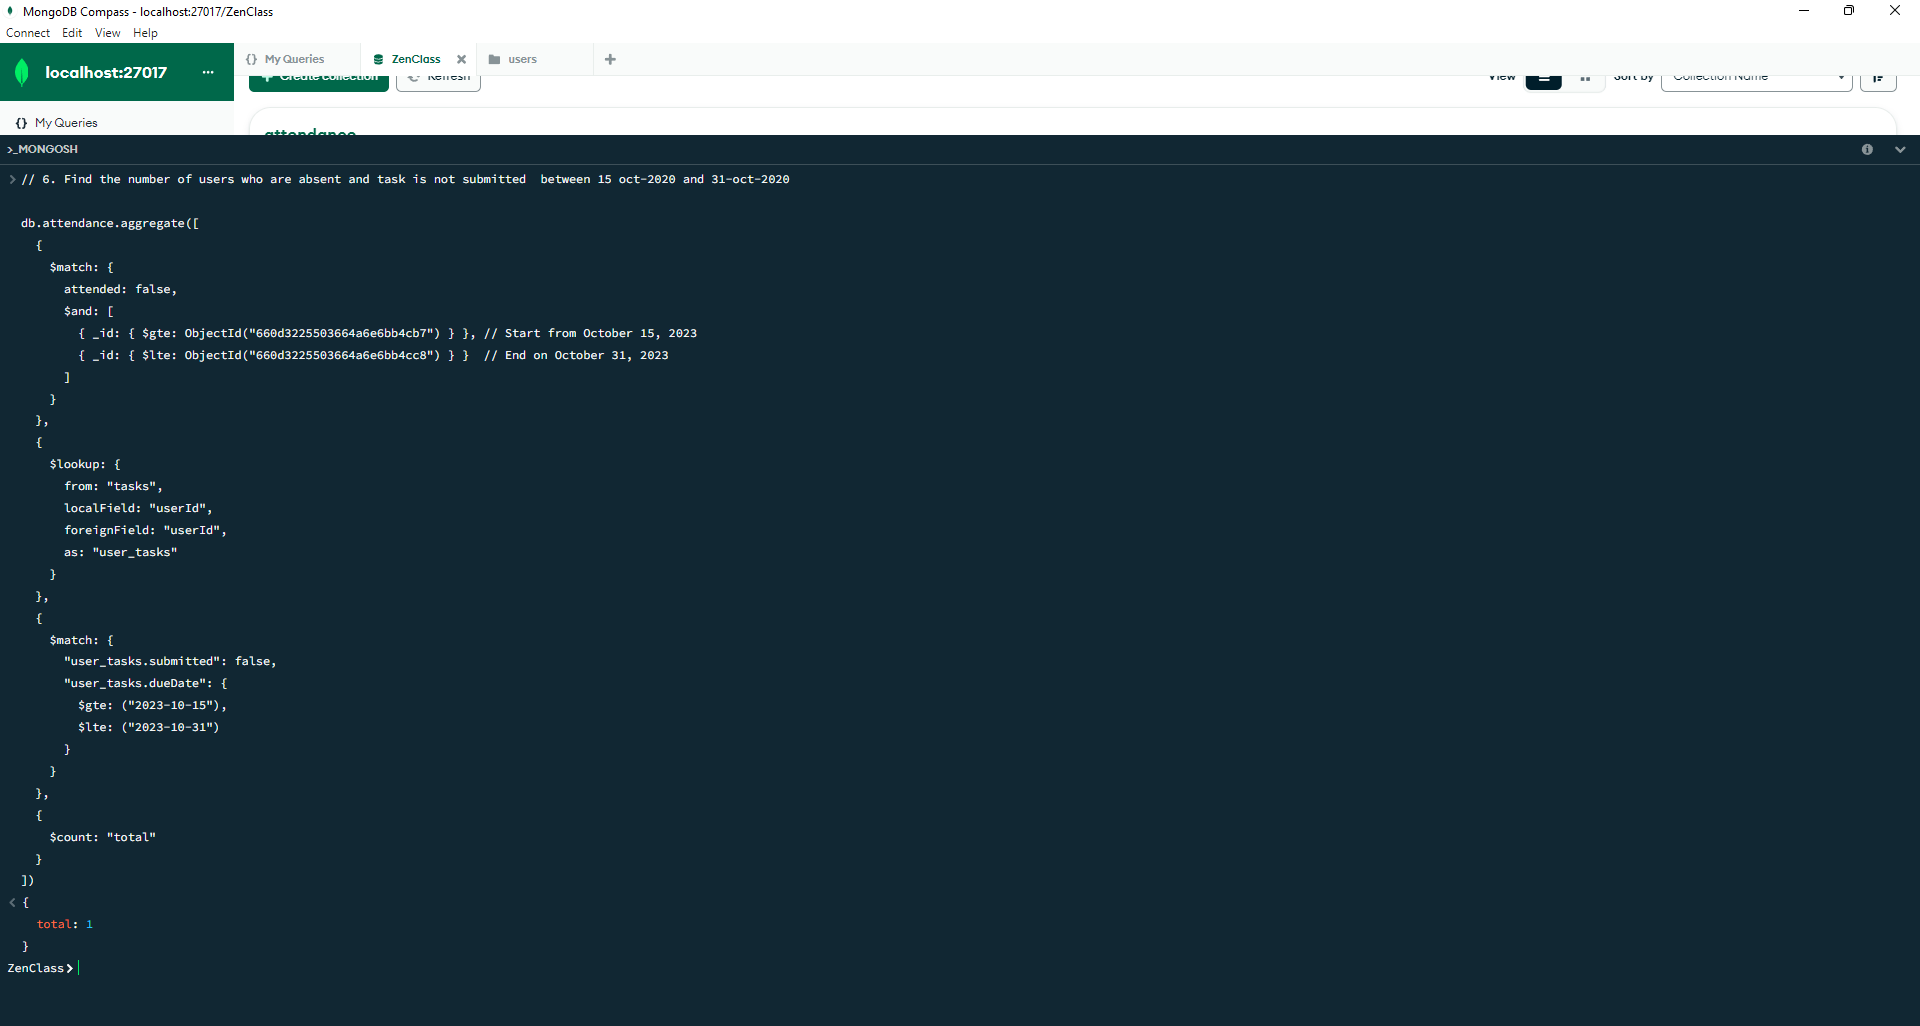 MongoDB Compass - localhost:27017/ZenClass
Connect Edit View Help
localhost:27017 ...
{} My Queries ZenClass users
Create collection Refresh View Sort by Collection Name
{} My Queries
attendance
>_MONGOSH
> // 6. Find the number of users who are absent and task is not submitted  between 15 oct-2020 and 31-oct-2020
db.attendance.aggregate([
{
$match: {
attended: false,
$and: [
{ _id: { $gte: ObjectId("660d3225503664a6e6bb4cb7") } }, // Start from October 15, 2023
{ _id: { $lte: ObjectId("660d3225503664a6e6bb4cc8") } }  // End on October 31, 2023
]
}
},
{
$lookup: {
from: "tasks",
localField: "userId",
foreignField: "userId",
as: "user_tasks"
}
},
{
$match: {
"user_tasks.submitted": false,
"user_tasks.dueDate": {
$gte: ("2023-10-15"),
$lte: ("2023-10-31")
}
}
},
{
$count: "total"
}
])
< {
total: 1
}
ZenClass>